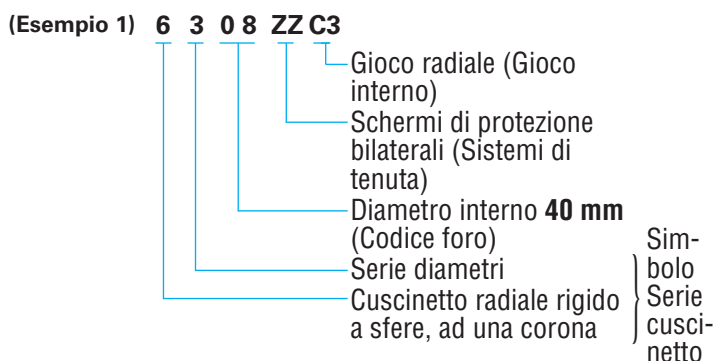 (Esempio 1) 6 3 0 8 ZZ C3
Gioco radiale (Gioco
interno)
Schermi di protezione
bilaterali (Sistemi di
tenuta)
Diametro interno 40 mm
(Codice foro)
Serie diametri
Cuscinetto radiale rigido
a sfere, ad una corona
Sim-
bolo
Serie
cusci-
netto